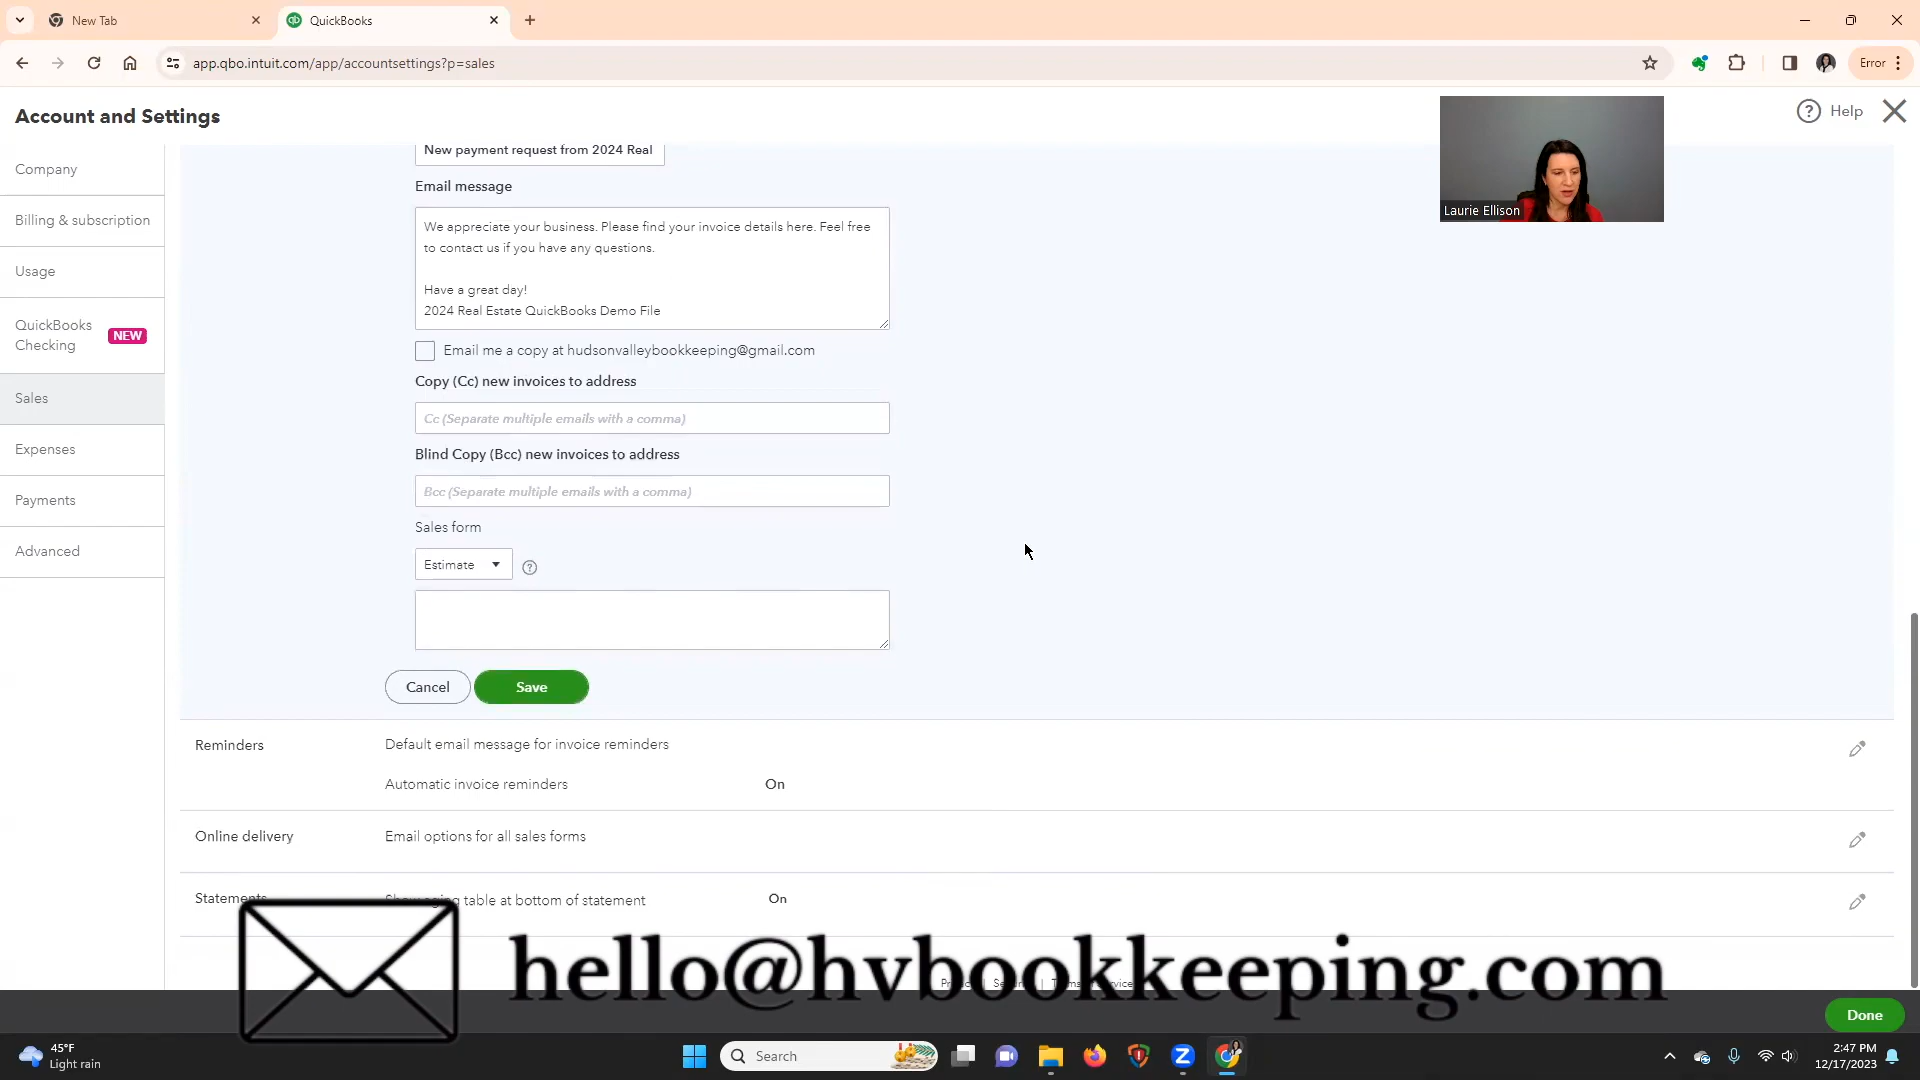 New Tab
QuickBooks
app.qbo.intuit.com/app/accountsettings?p=sales
Error
Account and Settings
Help
Laurie Ellison
Company
Billing & subscription
Usage
QuickBooks Checking
NEW
Sales
Expenses
Payments
Advanced
New payment request from 2024 Real
Email message
We appreciate your business. Please find your invoice details here. Feel free
to contact us if you have any questions.
Have a great day!
2024 Real Estate QuickBooks Demo File
Email me a copy at hudsonvalleybookkeeping@gmail.com
Copy (Cc) new invoices to address
Cc (Separate multiple emails with a comma)
Blind Copy (Bcc) new invoices to address
Bcc (Separate multiple emails with a comma)
Sales form
Estimate
Cancel
Save
Reminders
Default email message for invoice reminders
Automatic invoice reminders
On
Online delivery
Email options for all sales forms
Statements
Show aging table at bottom of statement
On
hello@hvbookkeeping.com
Done
45°F
Light rain
Search
2:47 PM
12/17/2023